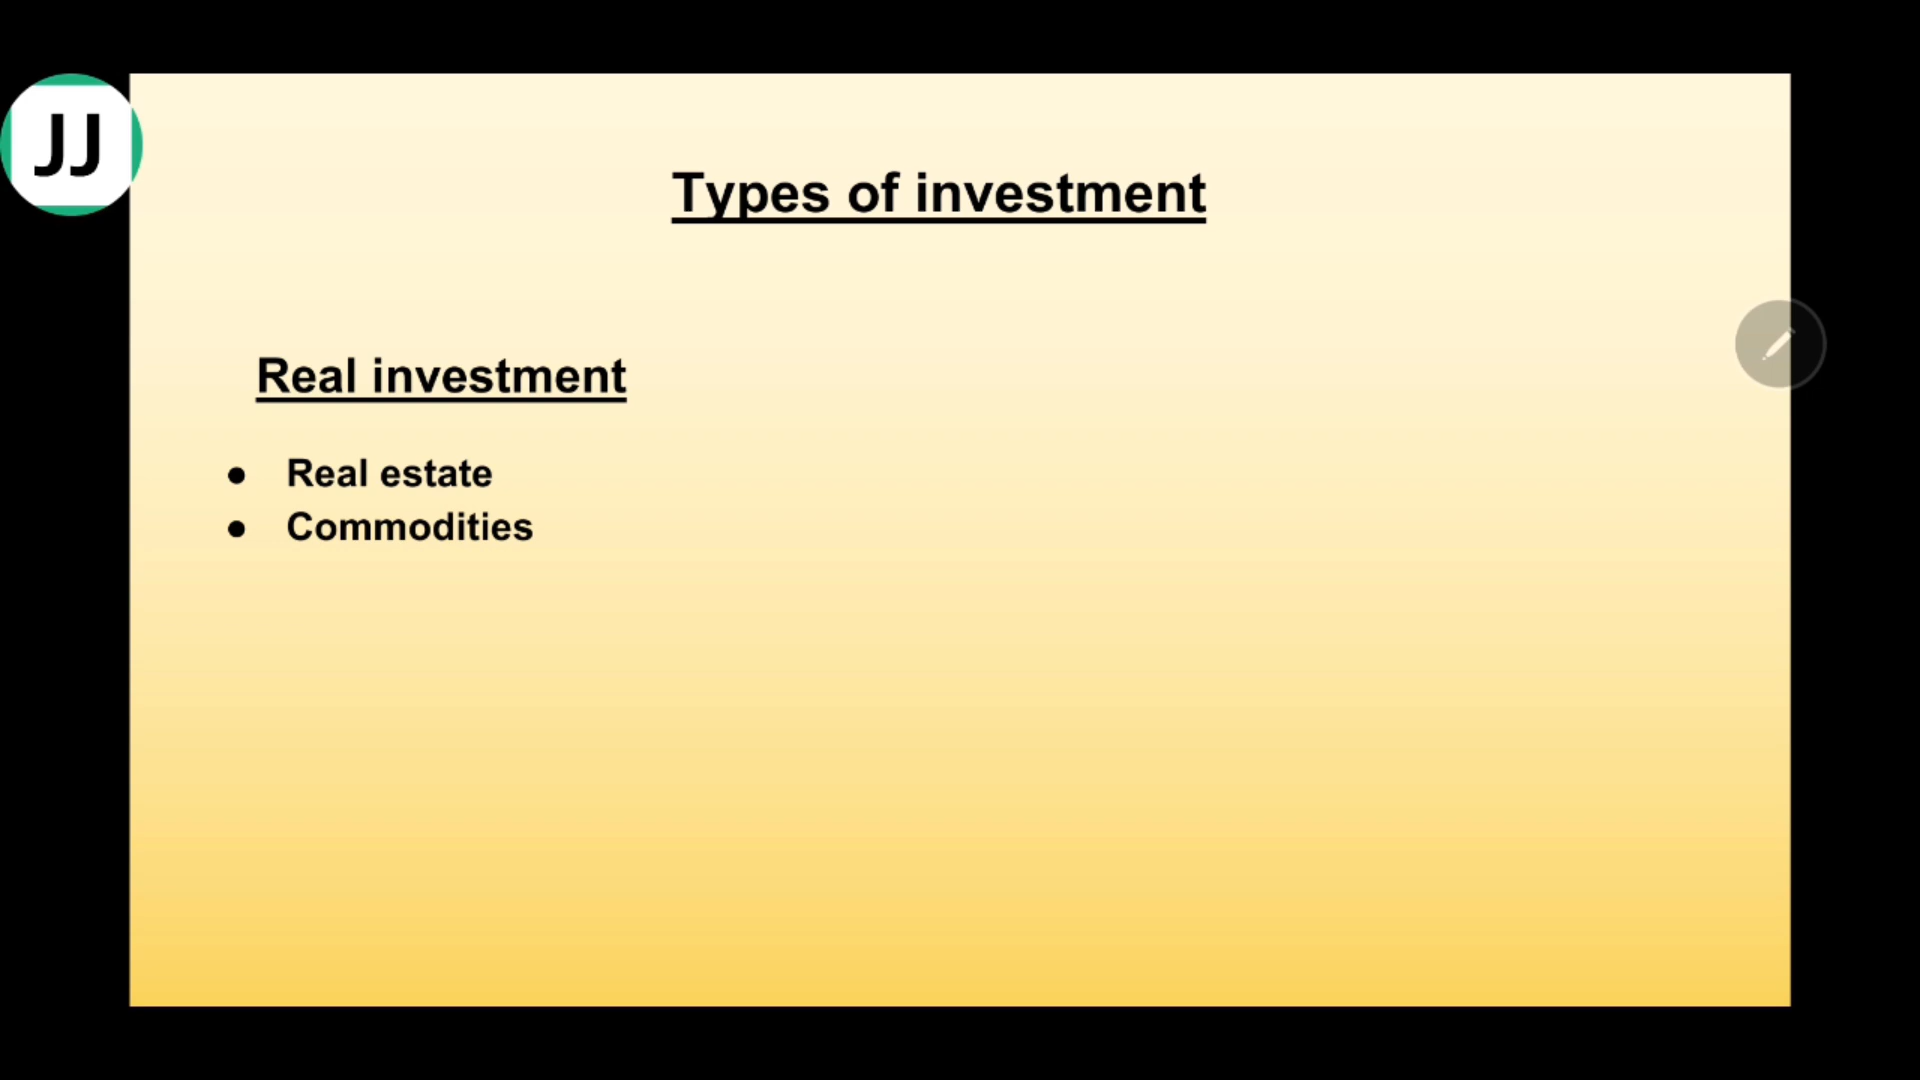 JJ
Types of investment
Real investment
● Real estate
● Commodities